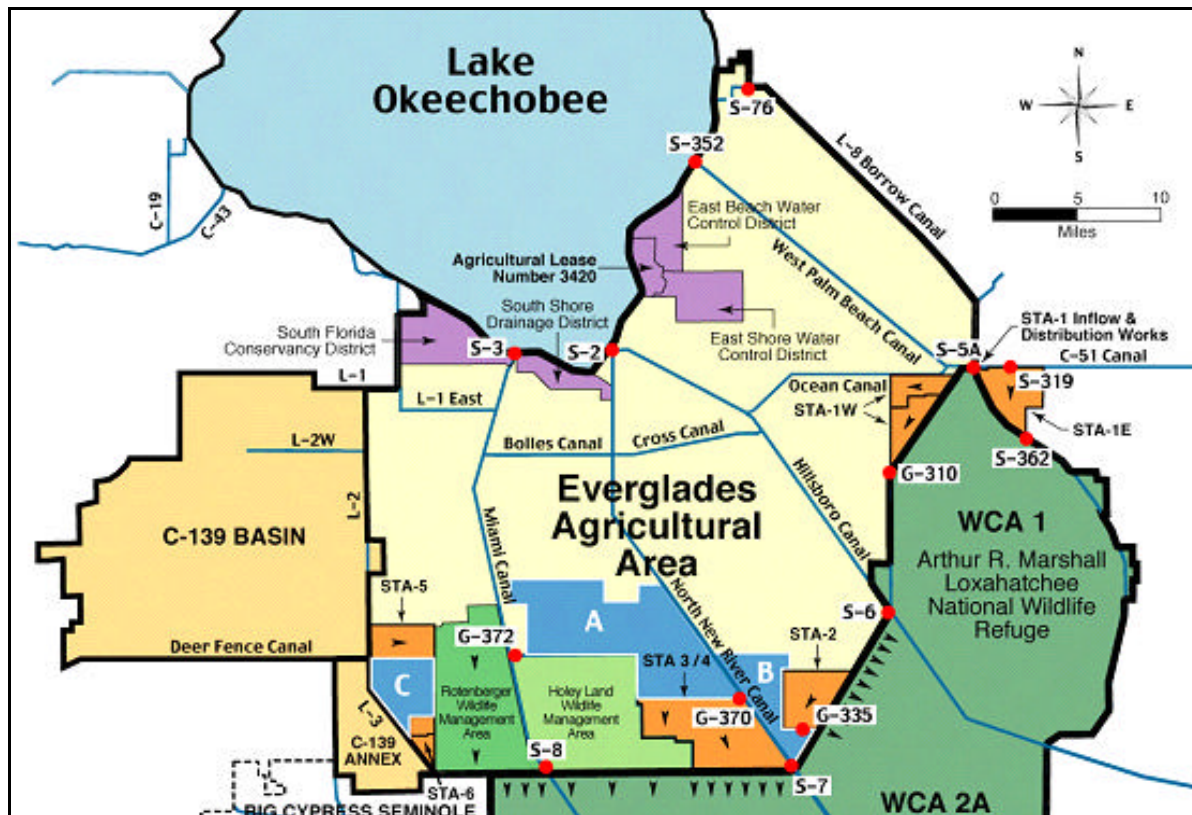 Lake
Okeechobee
N
W
E
S
S-76
S-352
L-8 Borrow Canal
0
5
10
Miles
C-19
C-43
East Beach Water
Control District
Agricultural Lease
Number 3420
West Palm Beach Canal
South Shore
Drainage District
South Florida
Conservancy District
East Shore Water
Control District
STA-1 Inflow &
Distribution Works
S-3
S-2
S-5A
C-51 Canal
L-1
S-319
Ocean Canal
STA-1W
L-1 East
STA-1E
Bolles Canal
Cross Canal
L-2W
S-362
G-310
Hillsboro Canal
L-2
Everglades
Agricultural
Area
Miami Canal
C-139 BASIN
WCA 1
Arthur R. Marshall
Loxahatchee
National Wildlife
Refuge
STA-5
North New River Canal
A
S-6
G-372
STA-2
Deer Fence Canal
STA 3/4
B
C
Rotenberger
Wildlife
Management
Area
Holey Land
Wildlife
Management
Area
L-3
G-370
G-335
C-139
ANNEX
S-8
STA-6
S-7
BIG CYPRESS SEMINOLE
WCA 2A